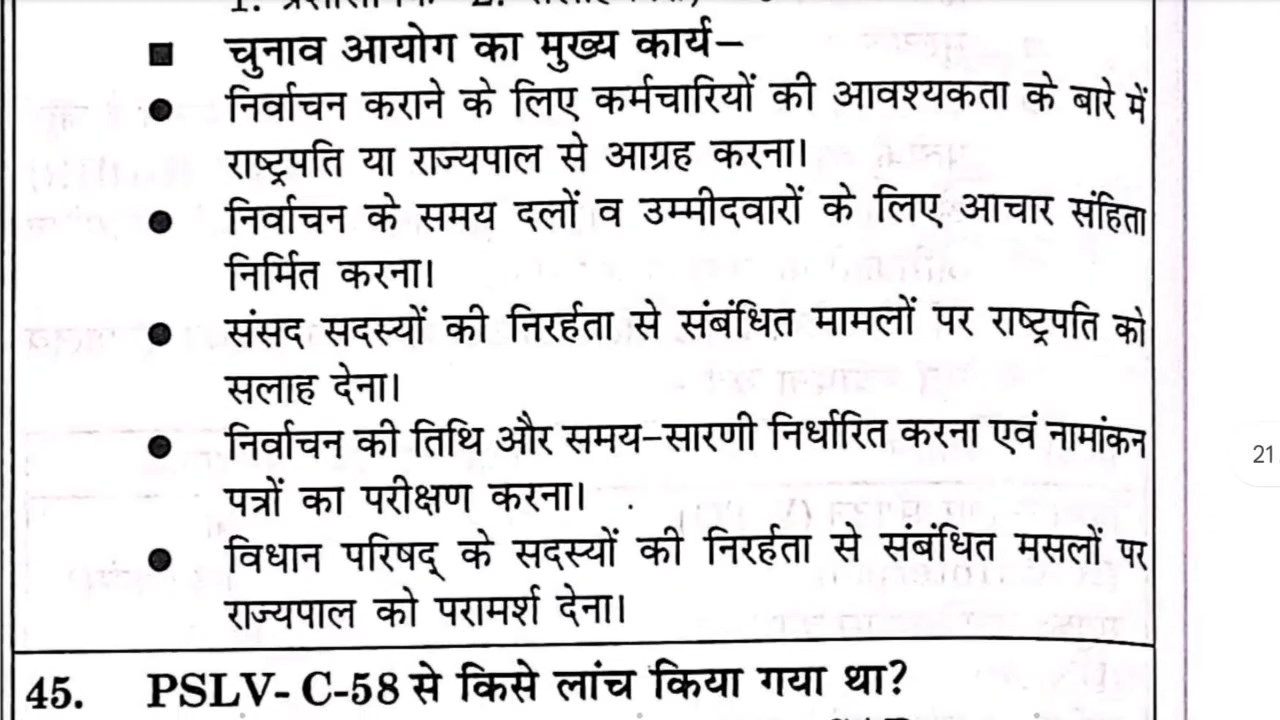 ■ चुनाव आयोग का मुख्य कार्य–
● निर्वाचन कराने के लिए कर्मचारियों की आवश्यकता के बारे में
राष्ट्रपति या राज्यपाल से आग्रह करना।
● निर्वाचन के समय दलों व उम्मीदवारों के लिए आचार संहिता
निर्मित करना।
● संसद सदस्यों की निरर्हता से संबंधित मामलों पर राष्ट्रपति को
सलाह देना।
● निर्वाचन की तिथि और समय–सारणी निर्धारित करना एवं नामांकन
पत्रों का परीक्षण करना।
● विधान परिषद् के सदस्यों की निरर्हता से संबंधित मसलों पर
राज्यपाल को परामर्श देना।
45. PSLV- C-58 से किसे लांच किया गया था?
21